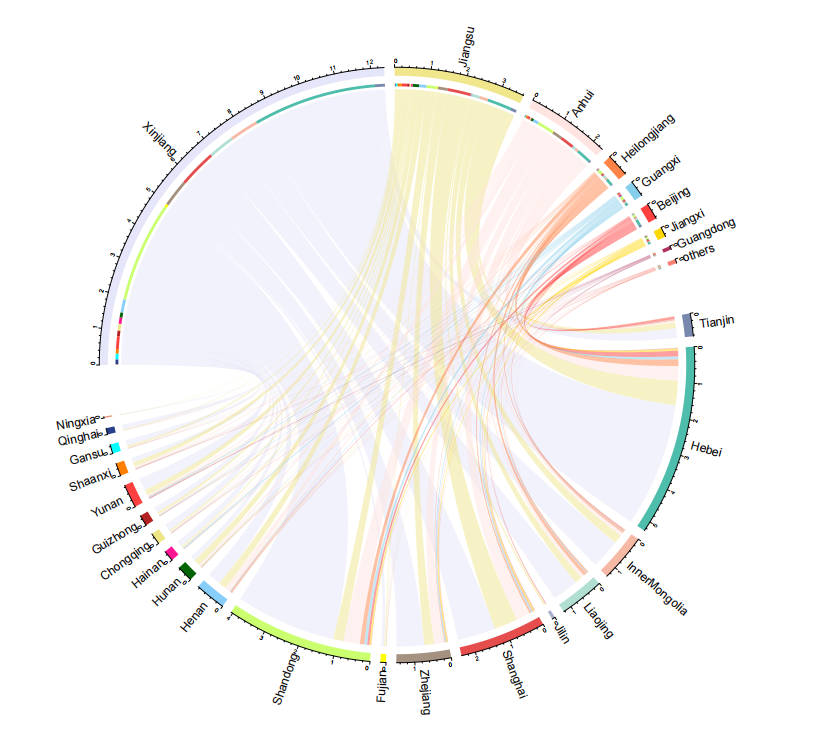 Xinjiang
Jiangsu
Anhui
Heilongjiang
Guangxi
Beijing
Jiangxi
Guangdong
others
Tianjin
Hebei
InnerMongolia
Liaojing
Jilin
Shanghai
Zhejiang
Fujian
Shandong
Henan
Hunan
Hainan
Chongqing
Guizhong
Yunan
Shaanxi
Gansu
Qinghai
Ningxia